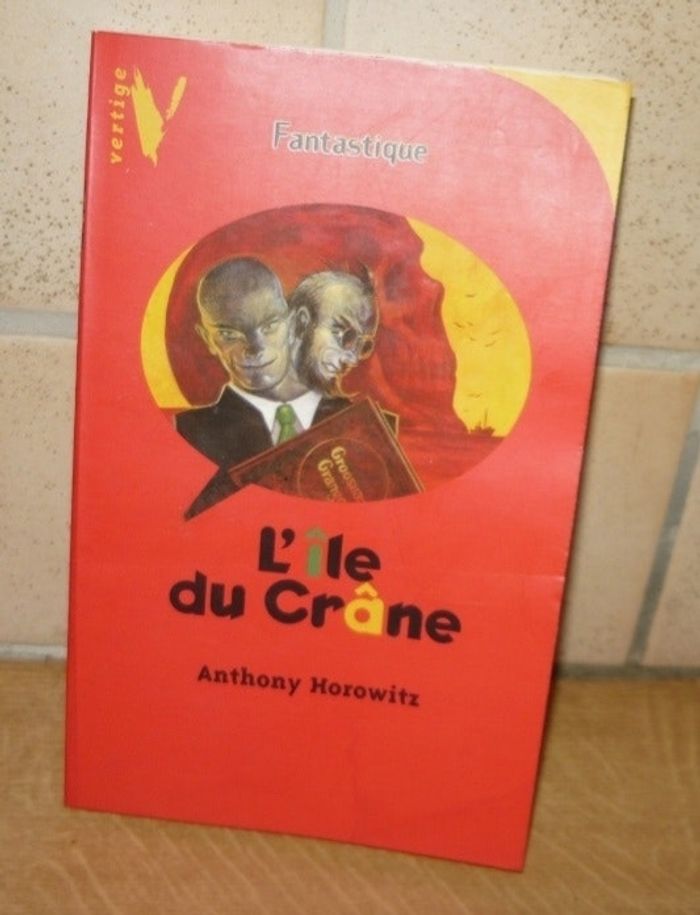 vertige
Fantastique
L'île
du Crâne
Anthony Horowitz